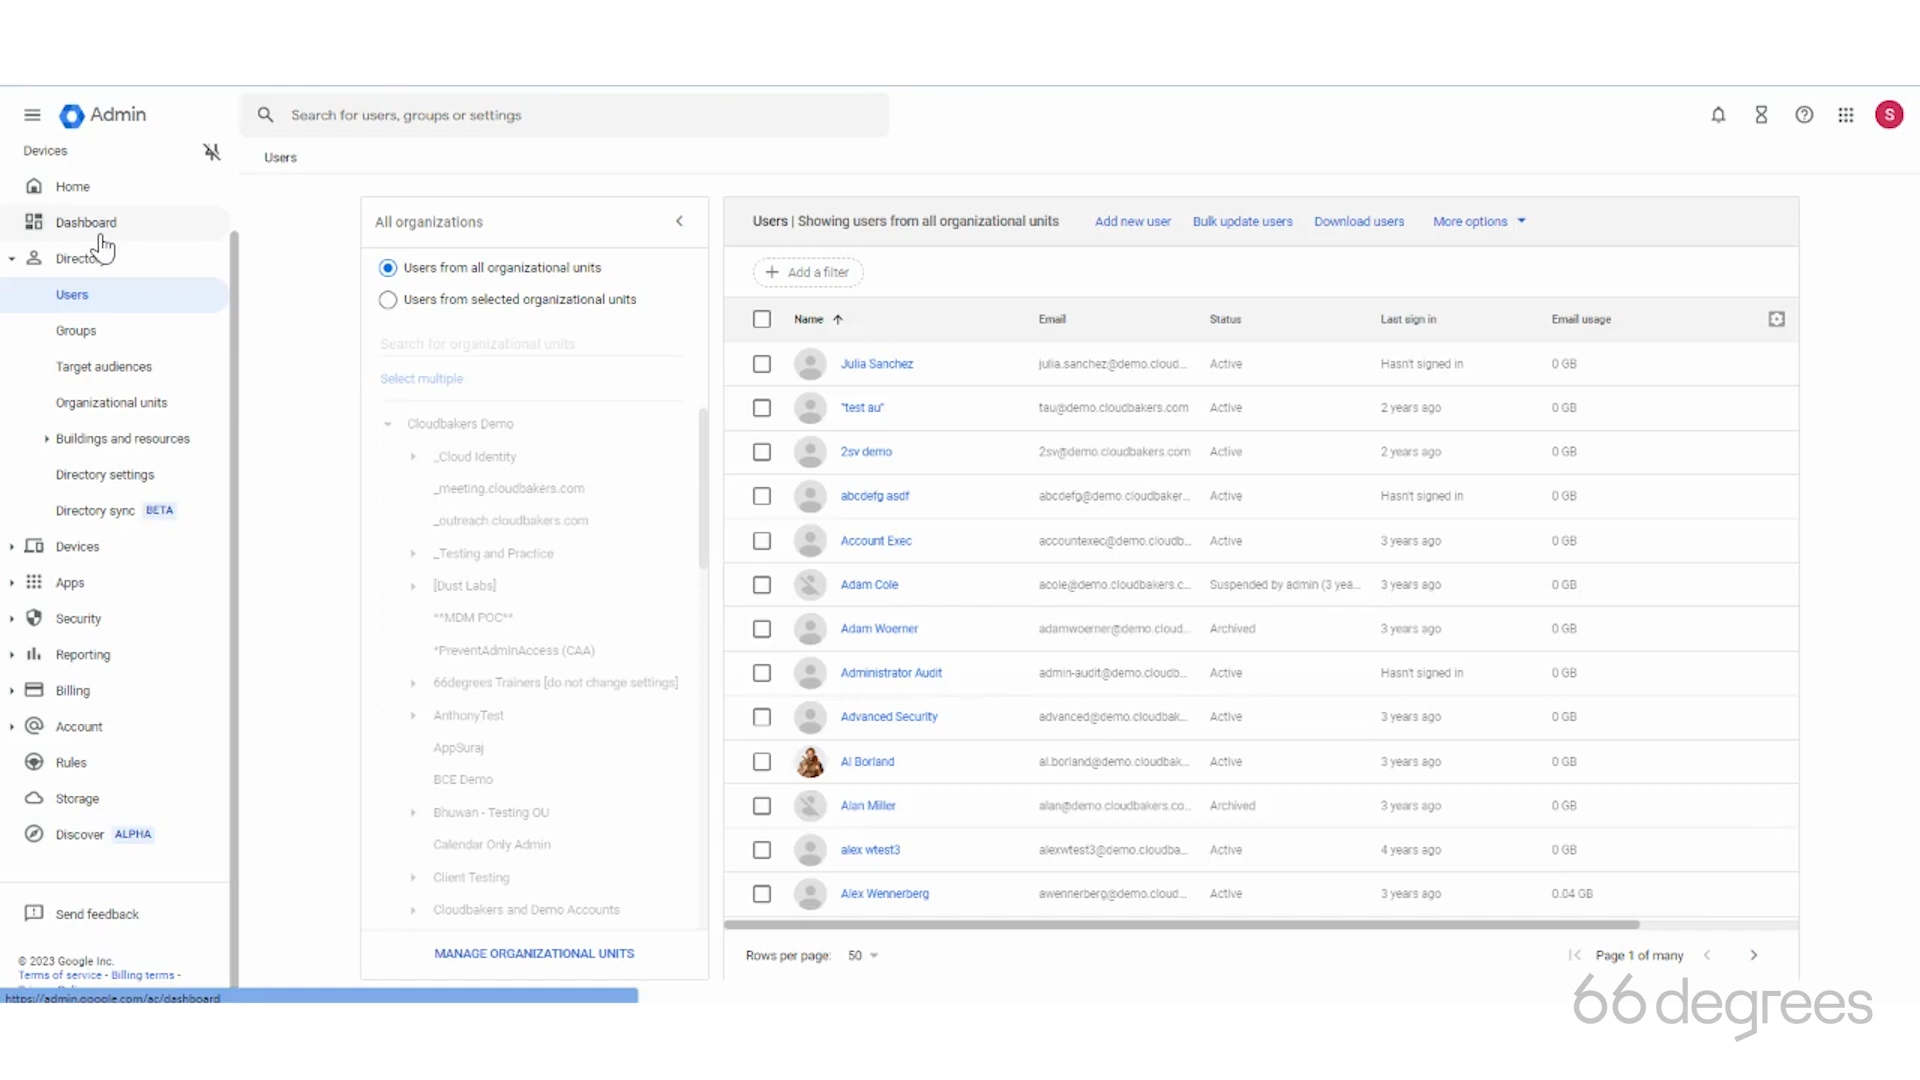 Admin
Search for users, groups or settings
S
Devices
Users
Home
Dashboard
Users
Groups
Target audiences
Organizational units
Buildings and resources
Directory settings
Directory sync BETA
Devices
Apps
Security
Reporting
Billing
Account
Rules
Storage
Discover ALPHA
Send feedback
© 2023 Google Inc.
Terms of service - Billing terms -
https://admin.google.com/ac/dashboard
All organizations
Users from all organizational units
Users from selected organizational units
Search for organizational units
Select multiple
Cloudbakers Demo
_Cloud Identity
_meeting.cloudbakers.com
_outreach.cloudbakers.com
_Testing and Practice
[Dust Labs]
**MDM POC**
*PreventAdminAccess (CAA)
66degrees Trainers [do not change settings]
AnthonyTest
AppSuraj
BCE Demo
Bhuwan - Testing OU
Calendar Only Admin
Client Testing
Cloudbakers and Demo Accounts
MANAGE ORGANIZATIONAL UNITS
Users | Showing users from all organizational units Add new user Bulk update users Download users More options
Add a filter
Name Email Status Last sign in Email usage
Julia Sanchez julia.sanchez@demo.cloud... Active Hasn't signed in 0 GB
"test au" tau@demo.cloudbakers.com Active 2 years ago 0 GB
2sv demo 2sv@demo.cloudbakers.com Active 2 years ago 0 GB
abcdefg asdf abcdefg@demo.cloudbaker... Active Hasn't signed in 0 GB
Account Exec accountexec@demo.cloudb... Active 3 years ago 0 GB
Adam Cole acole@demo.cloudbakers.c... Suspended by admin (3 yea... 3 years ago 0 GB
Adam Woerner adamwoerner@demo.cloud... Archived 3 years ago 0 GB
Administrator Audit admin-audit@demo.cloudb... Active Hasn't signed in 0 GB
Advanced Security advanced@demo.cloudbak... Active 3 years ago 0 GB
Al Borland al.borland@demo.cloudbak... Active 3 years ago 0 GB
Alan Miller alan@demo.cloudbakers.co... Archived 3 years ago 0 GB
alex wtest3 alexwtest3@demo.cloudba... Active 4 years ago 0 GB
Alex Wennerberg awennerberg@demo.cloud... Active 3 years ago 0.04 GB
Rows per page: 50 Page 1 of many
66degrees